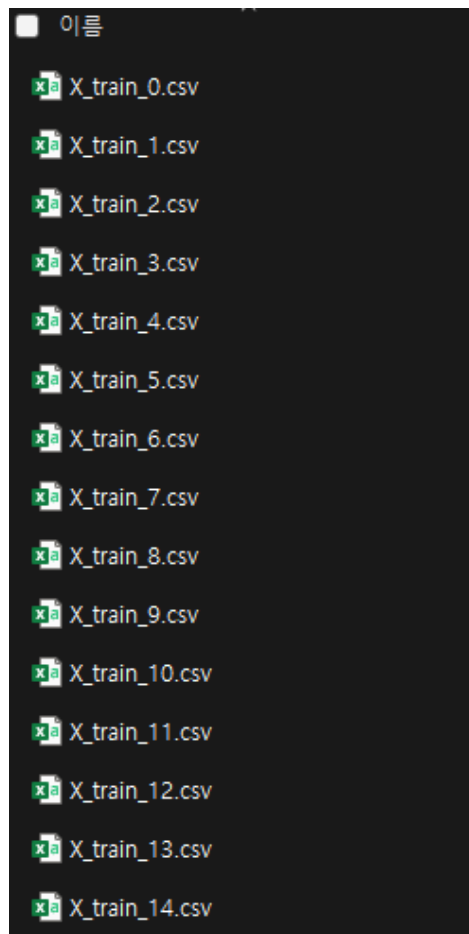 이름
X_train_0.csv
X_train_1.csv
X_train_2.csv
X_train_3.csv
X_train_4.csv
X_train_5.csv
X_train_6.csv
X_train_7.csv
X_train_8.csv
X_train_9.csv
X_train_10.csv
X_train_11.csv
X_train_12.csv
X_train_13.csv
X_train_14.csv